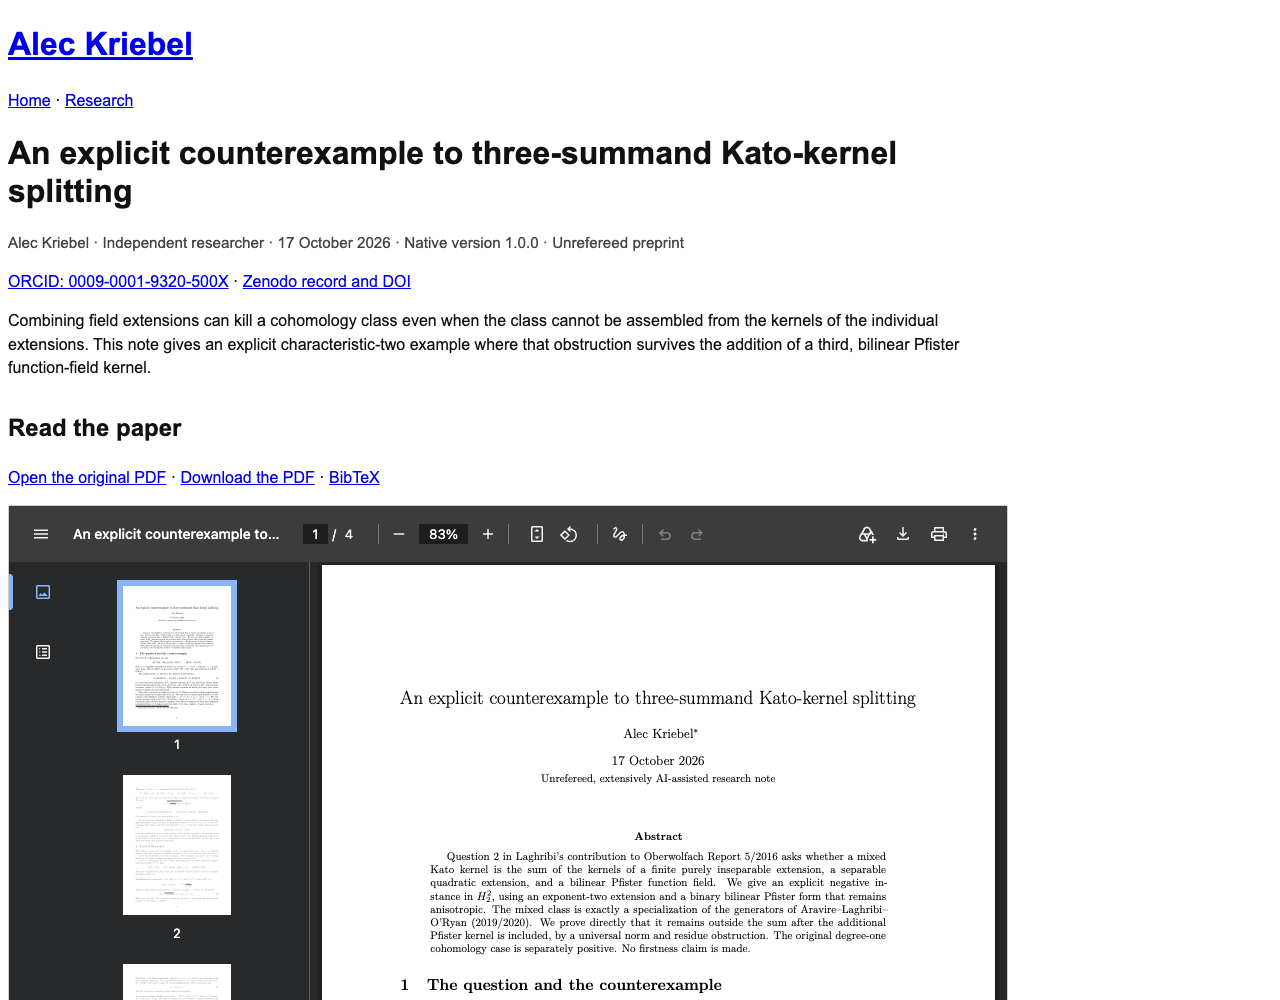 Alec Kriebel
Home · Research
An explicit counterexample to three-summand Kato-kernel
splitting
Alec Kriebel · Independent researcher · 17 October 2026 · Native version 1.0.0 · Unrefereed preprint
ORCID: 0009-0001-9320-500X · Zenodo record and DOI
Combining field extensions can kill a cohomology class even when the class cannot be assembled from the kernels of the individual
extensions. This note gives an explicit characteristic-two example where that obstruction survives the addition of a third, bilinear Pfister
function-field kernel.
Read the paper
Open the original PDF · Download the PDF · BibTeX
An explicit counterexample to... 1 / 4 83%
1
2
An explicit counterexample to three-summand Kato-kernel splitting
Alec Kriebel*
17 October 2026
Unrefereed, extensively AI-assisted research note
Abstract
Question 2 in Laghribi's contribution to Oberwolfach Report 5/2016 asks whether a mixed
Kato kernel is the sum of the kernels of a finite purely inseparable extension, a separable
quadratic extension, and a bilinear Pfister function field. We give an explicit negative in-
stance in H₂², using an exponent-two extension and a binary bilinear Pfister form that remains
anisotropic. The mixed class is exactly a specialization of the generators of Aravire–Laghribi–
O'Ryan (2019/2020). We prove directly that it remains outside the sum after the additional
Pfister kernel is included, by a universal norm and residue obstruction. The original degree-one
cohomology case is separately positive. No firstness claim is made.
1 The question and the counterexample